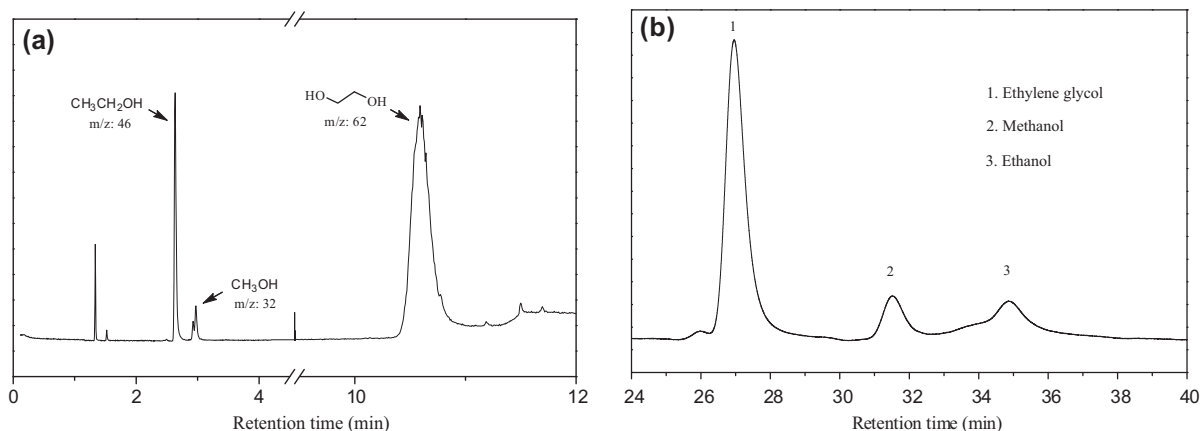 (a)
CH3CH2OH
m/z: 46
CH3OH
m/z: 32
HO
OH
m/z: 62
0 2 4 10 12
Retention time (min)
(b)
1
2
3
1. Ethylene glycol
2. Methanol
3. Ethanol
24 26 28 30 32 34 36 38 40
Retention time (min)